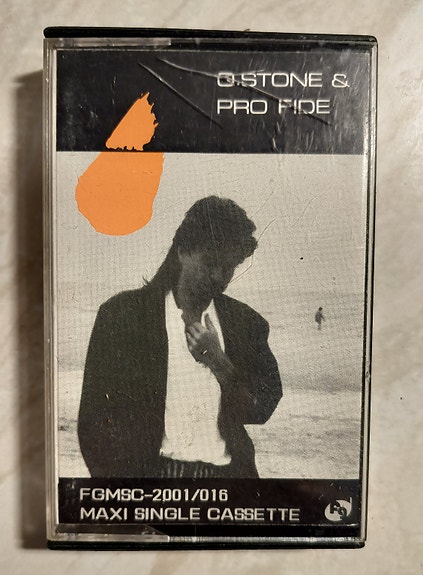 Q.STONE &
PRO FIDE
FGMSC-2001/016
MAXI SINGLE CASSETTE